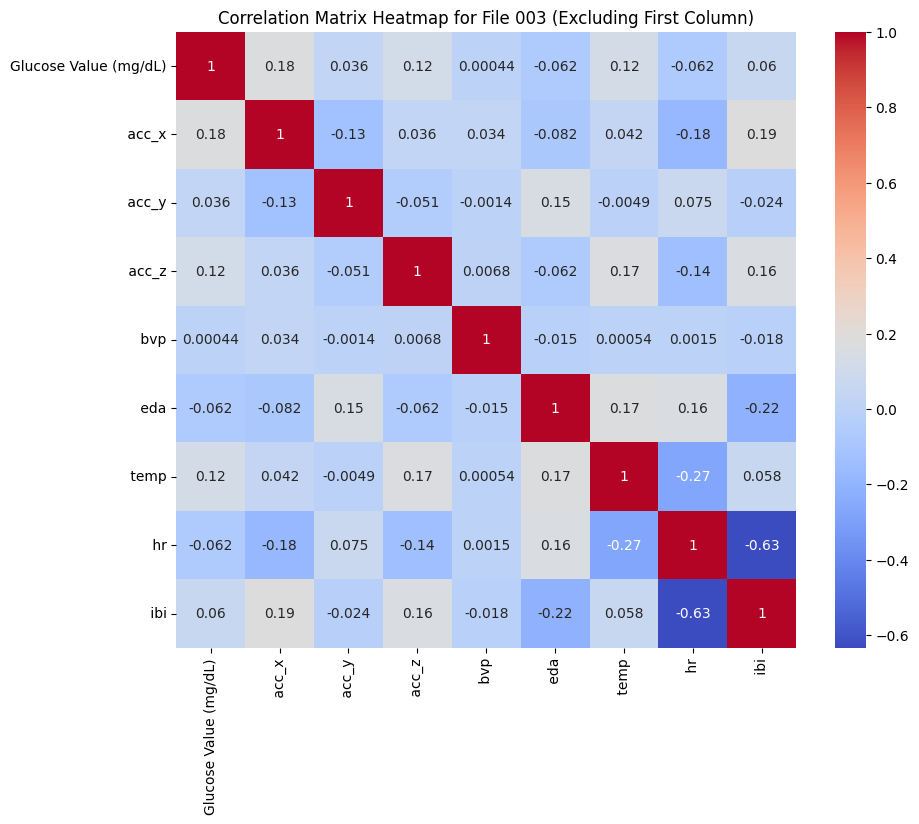 Correlation Matrix Heatmap for File 003 (Excluding First Column)
Glucose Value (mg/dL) 1 0.18 0.036 0.12 0.00044 -0.062 0.12 -0.062 0.06
acc_x 0.18 1 -0.13 0.036 0.034 -0.082 0.042 -0.18 0.19
acc_y 0.036 -0.13 1 -0.051 -0.0014 0.15 -0.0049 0.075 -0.024
acc_z 0.12 0.036 -0.051 1 0.0068 -0.062 0.17 -0.14 0.16
bvp 0.00044 0.034 -0.0014 0.0068 1 -0.015 0.00054 0.0015 -0.018
eda -0.062 -0.082 0.15 -0.062 -0.015 1 0.17 0.16 -0.22
temp 0.12 0.042 -0.0049 0.17 0.00054 0.17 1 -0.27 0.058
hr -0.062 -0.18 0.075 -0.14 0.0015 0.16 -0.27 1 -0.63
ibi 0.06 0.19 -0.024 0.16 -0.018 -0.22 0.058 -0.63 1
Glucose Value (mg/dL) acc_x acc_y acc_z bvp eda temp hr ibi
1.0
0.8
0.6
0.4
0.2
0.0
−0.2
−0.4
−0.6